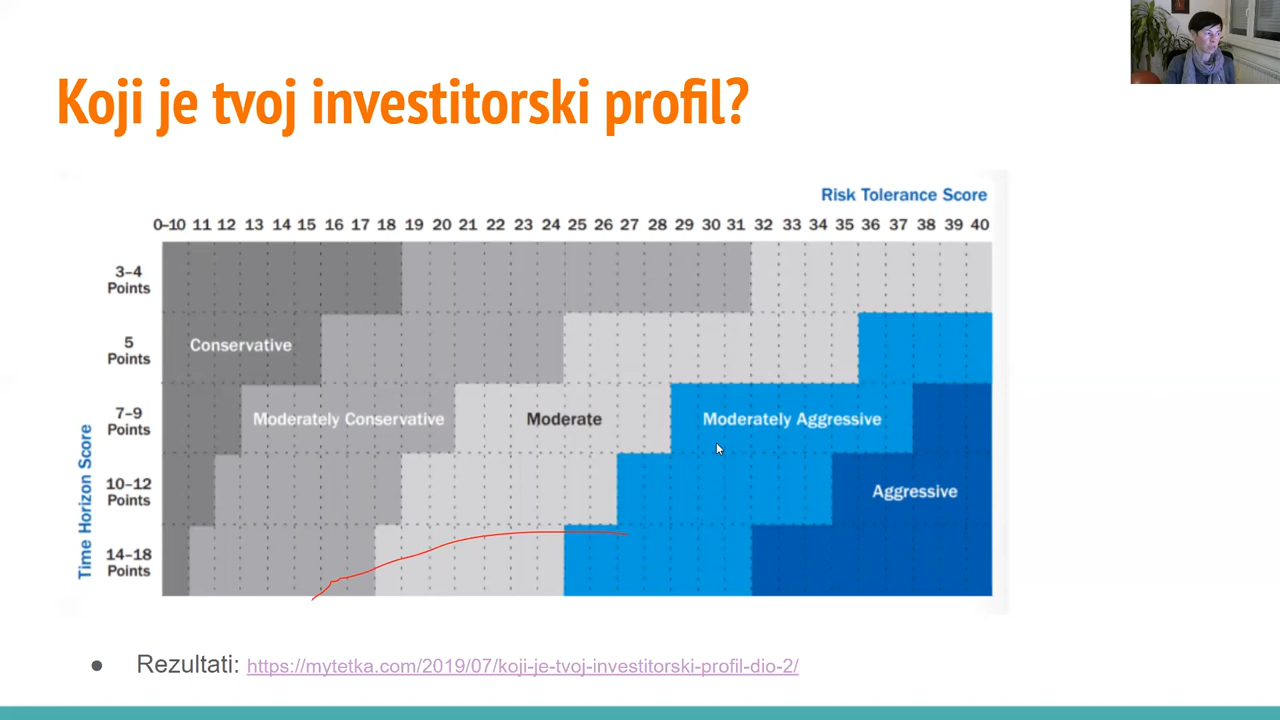 Koji je tvoj investitorski profil?
Risk Tolerance Score
0–10 11 12 13 14 15 16 17 18 19 20 21 22 23 24 25 26 27 28 29 30 31 32 33 34 35 36 37 38 39 40
3–4
Points
5
Points
Conservative
7–9
Points
Moderately Conservative
Moderate
Moderately Aggressive
Time Horizon Score
10–12
Points
Aggressive
14–18
Points
● Rezultati: https://mytetka.com/2019/07/koji-je-tvoj-investitorski-profil-dio-2/